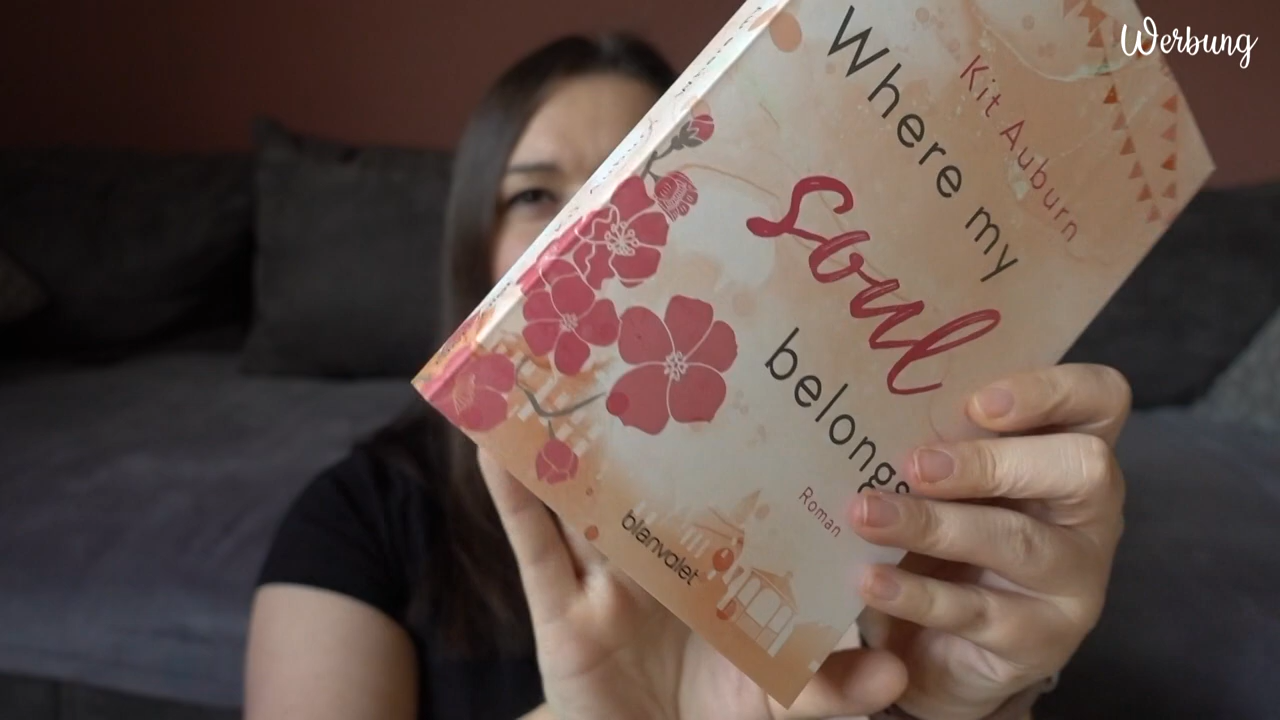 Werbung
Kit Auburn
Where my
soul
belongs
Roman
blanvalet